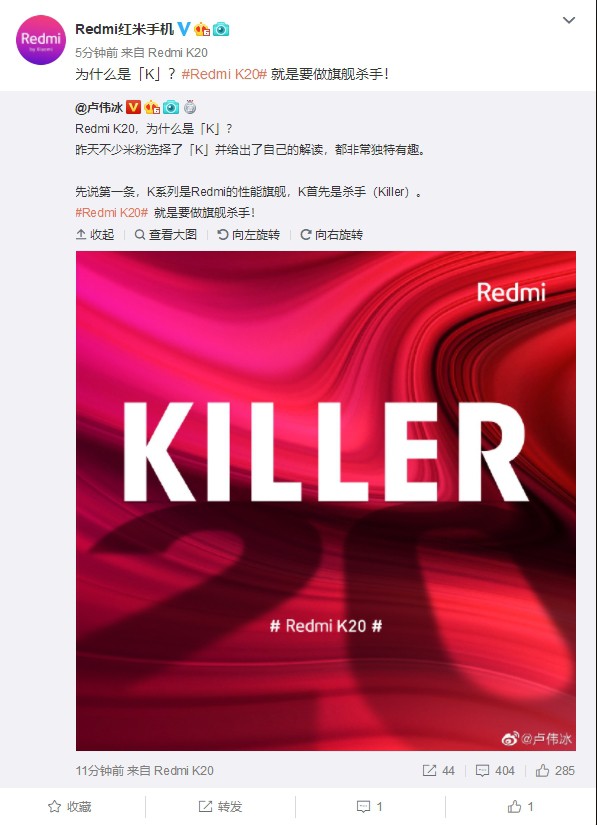 Redmi
by Xiaomi
Redmi红米手机
5分钟前 来自 Redmi K20
为什么是「K」？#Redmi K20# 就是要做旗舰杀手！
@卢伟冰
Redmi K20，为什么是「K」?
昨天不少米粉选择了「K」并给出了自己的解读，都非常独特有趣。
先说第一条，K系列是Redmi的性能旗舰，K首先是杀手（Killer）。
#Redmi K20# 就是要做旗舰杀手！
收起 查看大图 向左旋转 向右旋转
Redmi
KILLER
20
# Redmi K20 #
@卢伟冰
11分钟前 来自 Redmi K20 44 404 285
收藏 转发 1 1